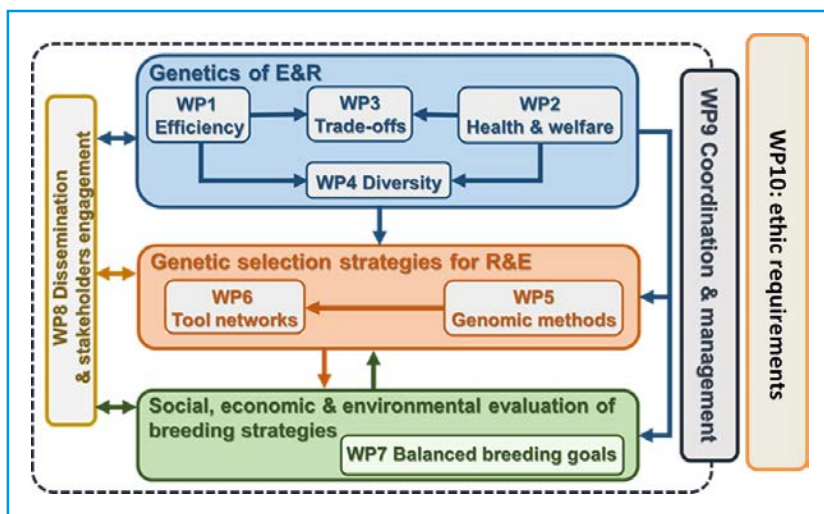 Genetics of E&R
WP1
Efficiency
WP3
Trade-offs
WP2
Health & welfare
WP4 Diversity
Genetic selection strategies for R&E
WP6
Tool networks
WP5
Genomic methods
Social, economic & environmental evaluation of
breeding strategies
WP7 Balanced breeding goals
WP8 Dissemination
& stakeholders engagement
WP9 Coordination & management
WP10: ethic requirements